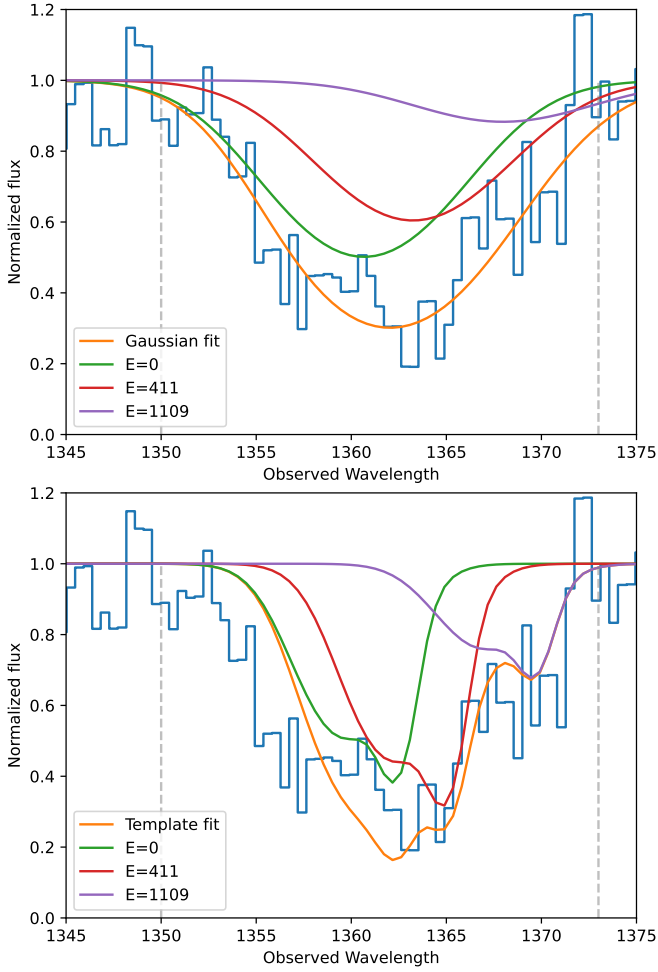 1.2
1.0
0.8
0.6
0.4
0.2
0.0
Normalized flux
Gaussian fit
E=0
E=411
E=1109
1345 1350 1355 1360 1365 1370 1375
Observed Wavelength
1.2
1.0
0.8
0.6
0.4
0.2
0.0
Normalized flux
Template fit
E=0
E=411
E=1109
1345 1350 1355 1360 1365 1370 1375
Observed Wavelength